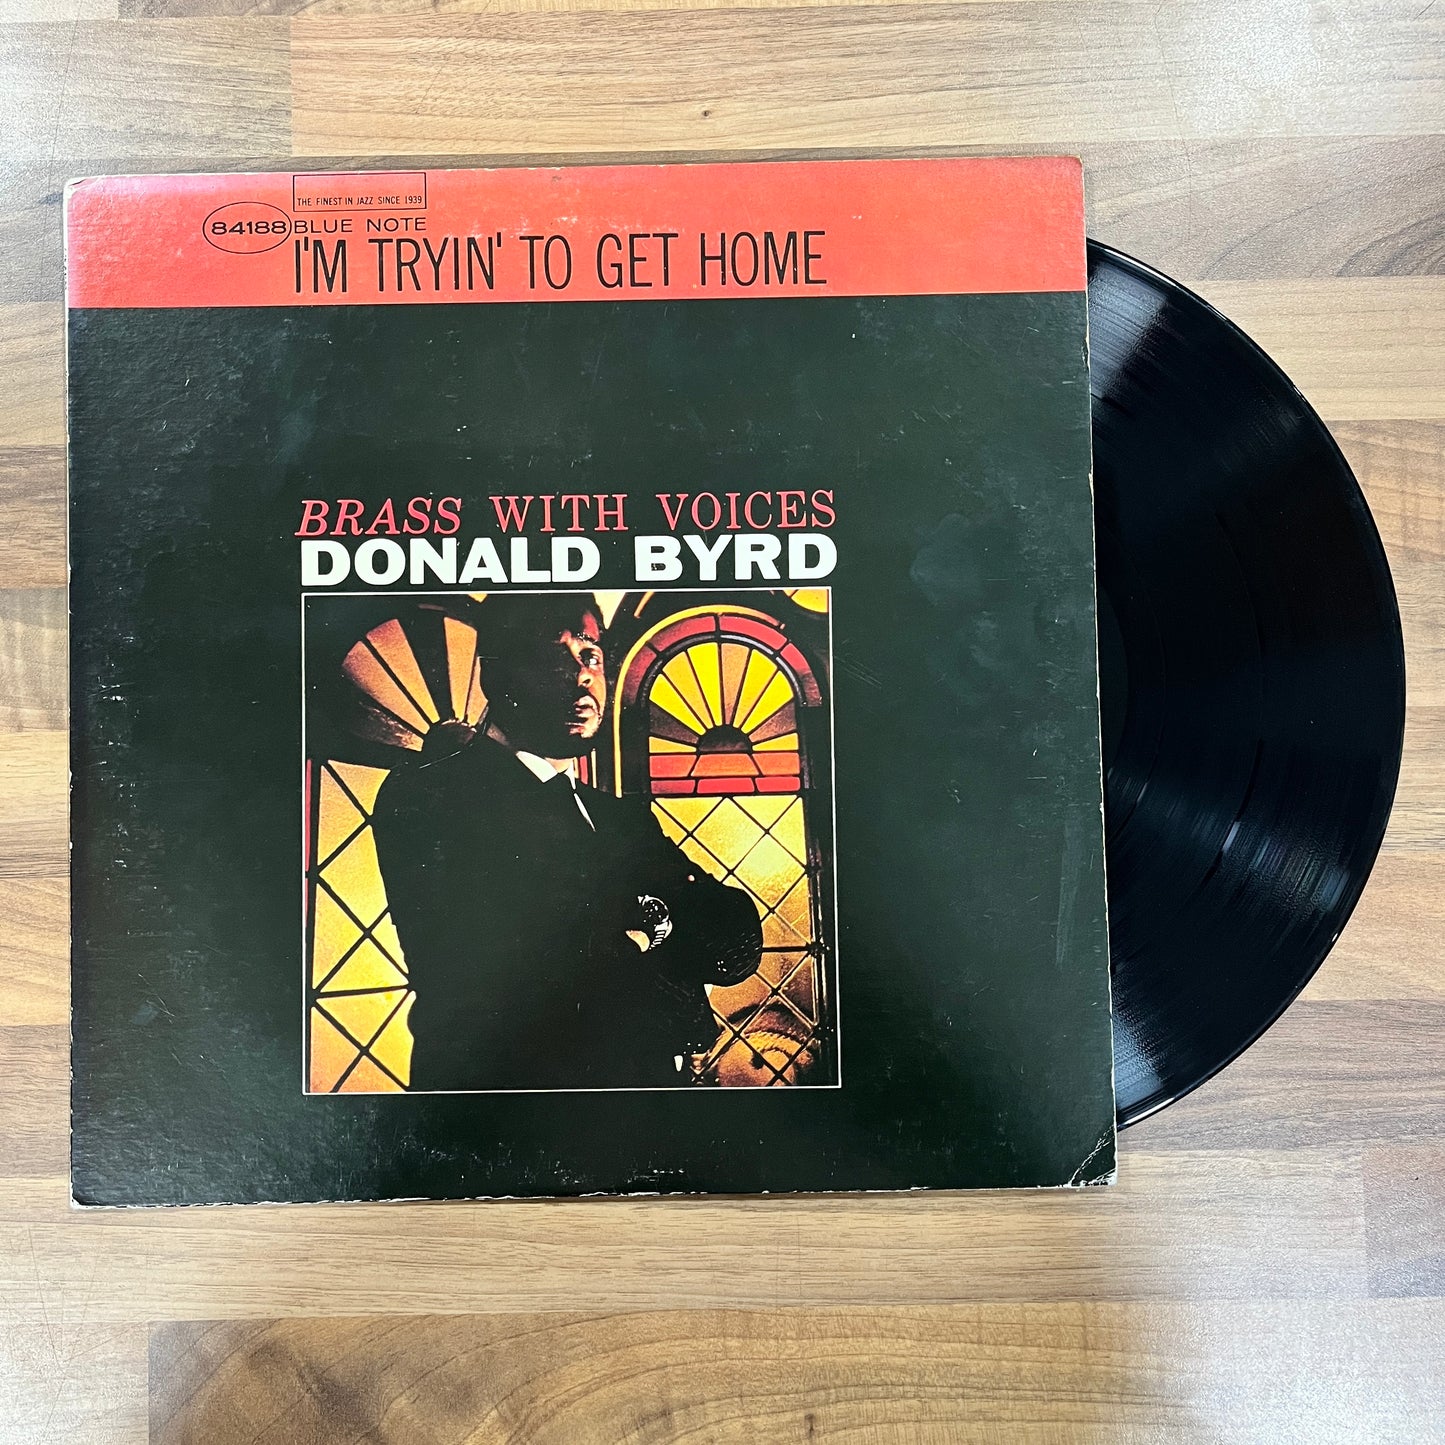 THE FINEST IN JAZZ SINCE 1939
84188 BLUE NOTE
I'M TRYIN' TO GET HOME
BRASS WITH VOICES
DONALD BYRD